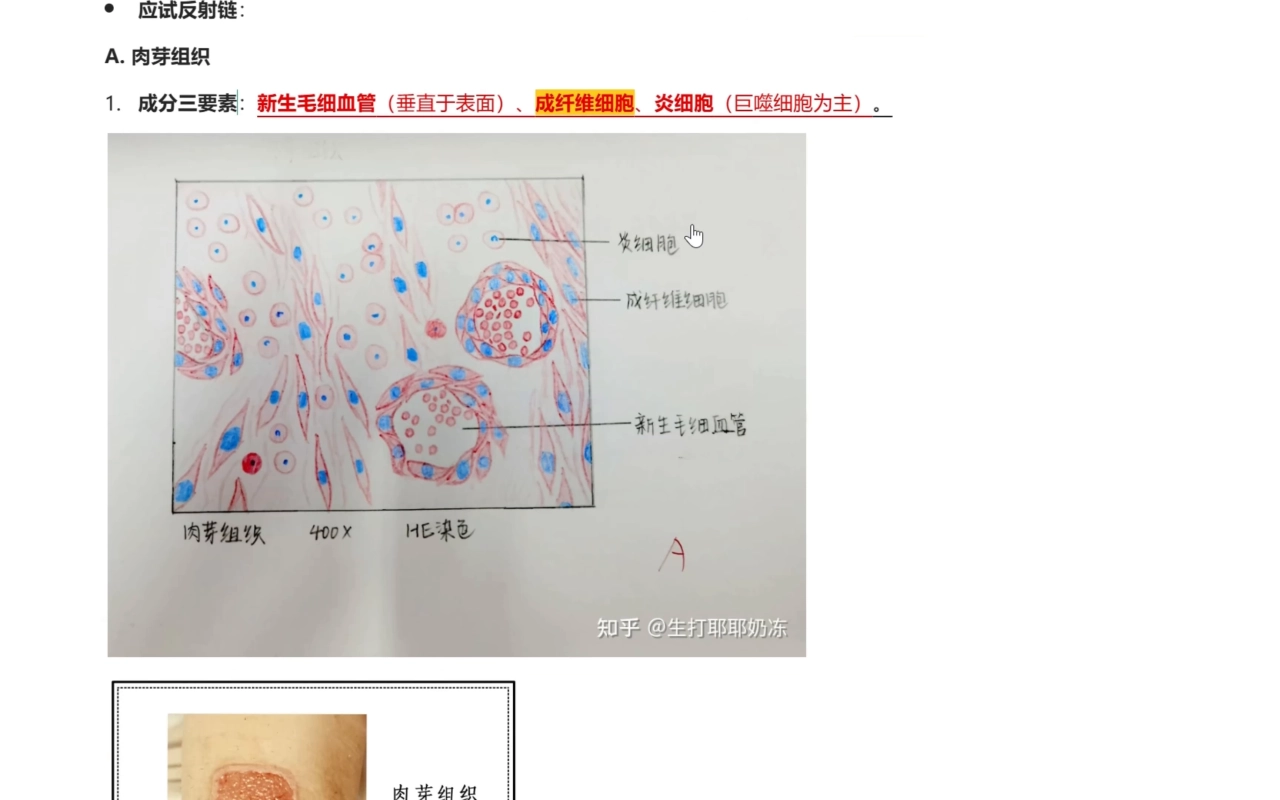 • 应试反射链：
A. 肉芽组织
1. 成分三要素：新生毛细血管（垂直于表面）、成纤维细胞、炎细胞（巨噬细胞为主）。
炎细胞
成纤维细胞
新生毛细血管
肉芽组织 400X HE染色
A
知乎 @生打耶耶奶冻
肉芽组织